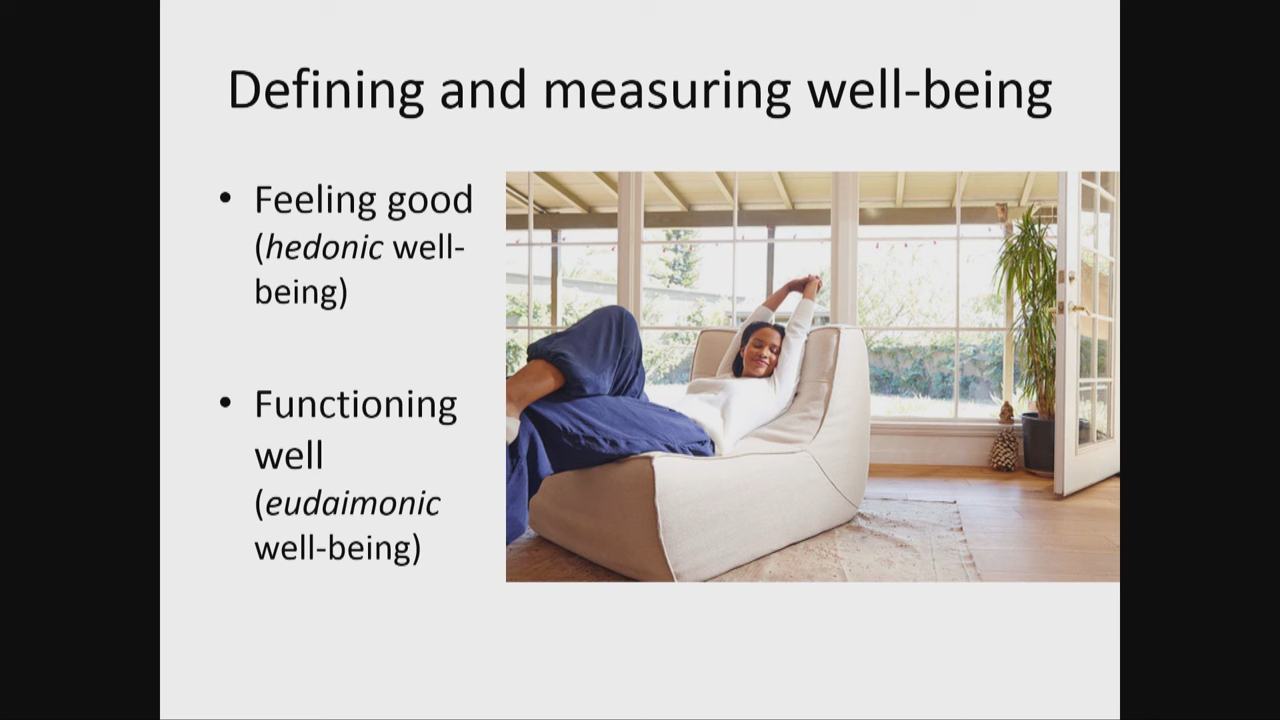 Defining and measuring well-being
• Feeling good
(hedonic well-
being)
• Functioning
well
(eudaimonic
well-being)